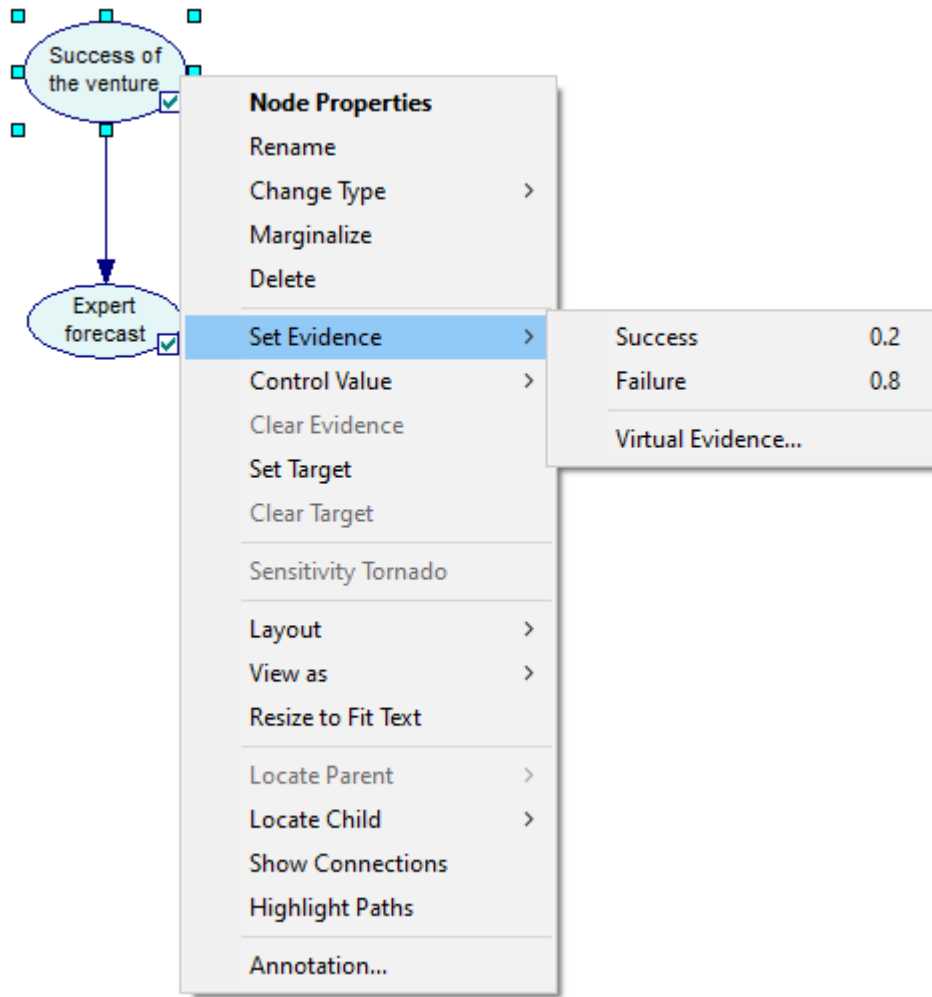 Success of
the venture
Node Properties
Rename
Change Type
Marginalize
Delete
Expert
forecast
Set Evidence
Success 0.2
Control Value
Failure 0.8
Clear Evidence
Virtual Evidence...
Set Target
Clear Target
Sensitivity Tornado
Layout
View as
Resize to Fit Text
Locate Parent
Locate Child
Show Connections
Highlight Paths
Annotation...